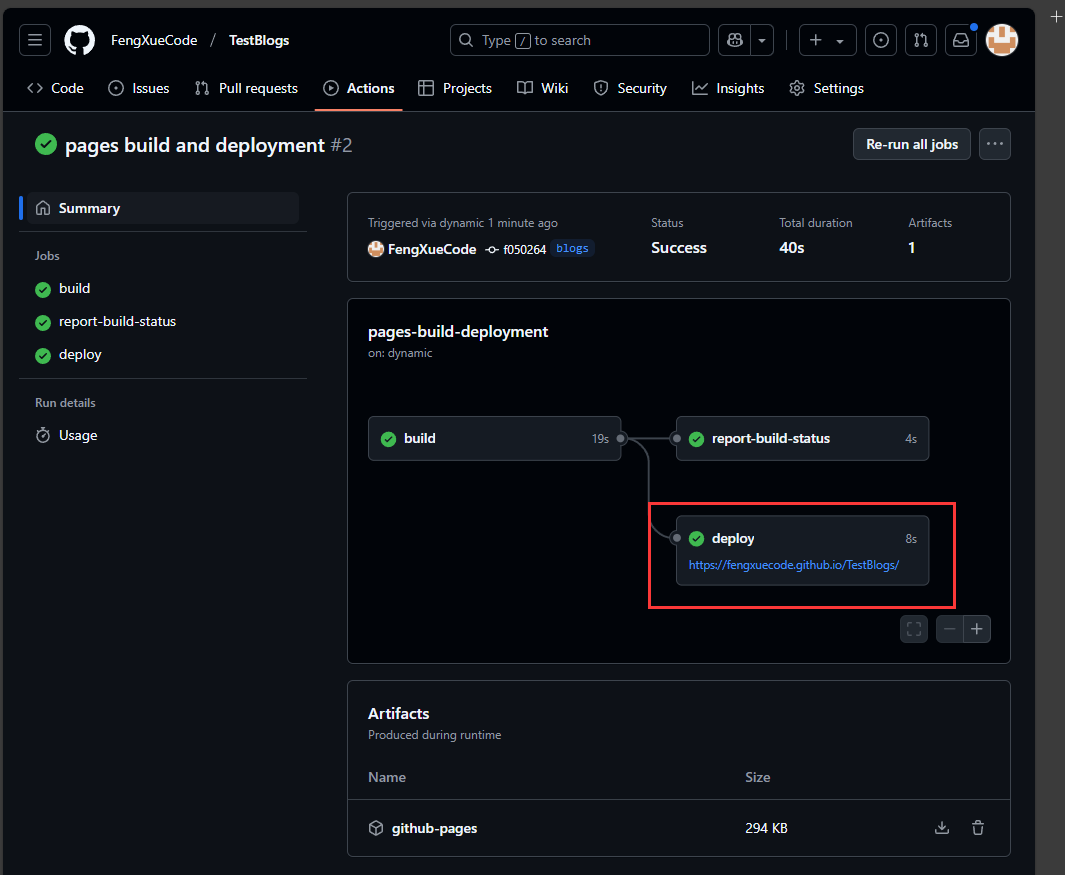 FengXueCode / TestBlogs Type / to search
Code Issues Pull requests Actions Projects Wiki Security Insights Settings
pages build and deployment #2 Re-run all jobs
Summary
Jobs
build
report-build-status
deploy
Run details
Usage
Triggered via dynamic 1 minute ago Status Total duration Artifacts
FengXueCode f050264 blogs Success 40s 1
pages-build-deployment
on: dynamic
build 19s report-build-status 4s
deploy 8s
https://fengxuecode.github.io/TestBlogs/
Artifacts
Produced during runtime
Name Size
github-pages 294 KB